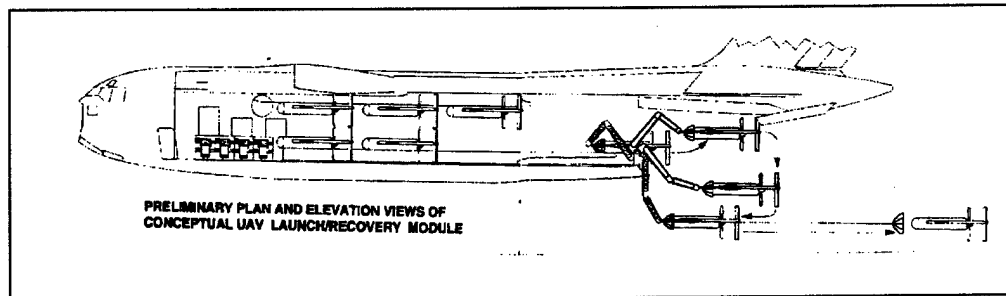 PRELIMINARY PLAN AND ELEVATION VIEWS OF
CONCEPTUAL UAV LAUNCH/RECOVERY MODULE